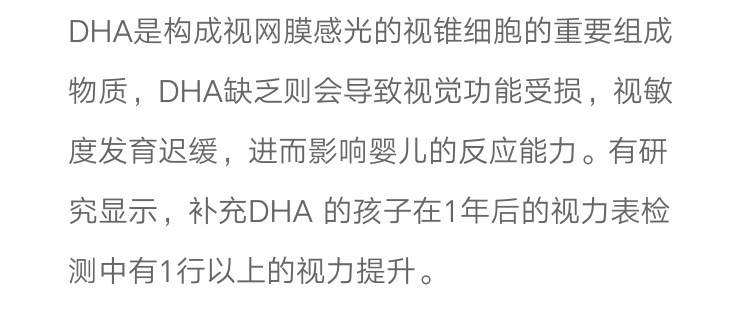 DHA是构成视网膜感光的视锥细胞的重要组成
物质，DHA缺乏则会导致视觉功能受损，视敏
度发育迟缓，进而影响婴儿的反应能力。有研
究显示，补充DHA 的孩子在1年后的视力表检
测中有1行以上的视力提升。